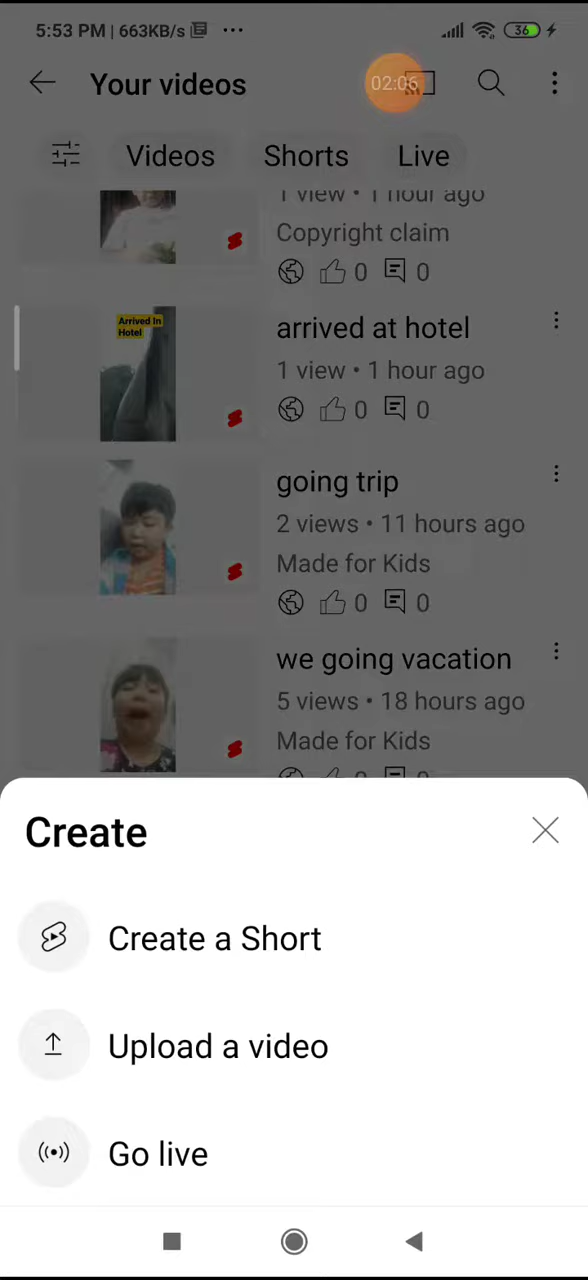 5:53 PM | 663KB/s
36
Your videos
02:06
Videos
Shorts
Live
1 view • 1 hour ago
Copyright claim
0
0
Arrived In
Hotel
arrived at hotel
1 view • 1 hour ago
0
0
going trip
2 views • 11 hours ago
Made for Kids
0
0
we going vacation
5 views • 18 hours ago
Made for Kids
0
0
Create
Create a Short
Upload a video
Go live